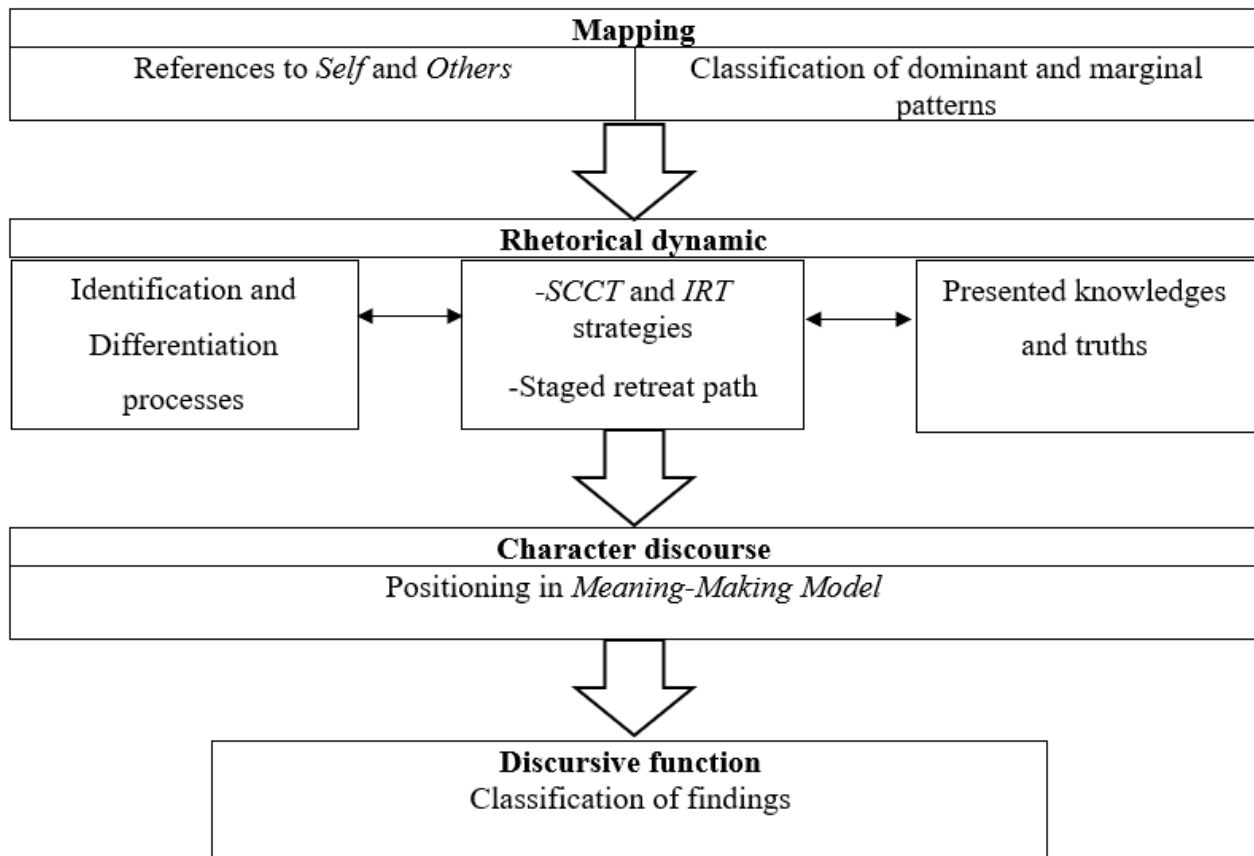 Mapping
References to Self and Others
Classification of dominant and marginal
patterns
Rhetorical dynamic
Identification and
Differentiation
processes
-SCCT and IRT
strategies
-Staged retreat path
Presented knowledges
and truths
Character discourse
Positioning in Meaning-Making Model
Discursive function
Classification of findings